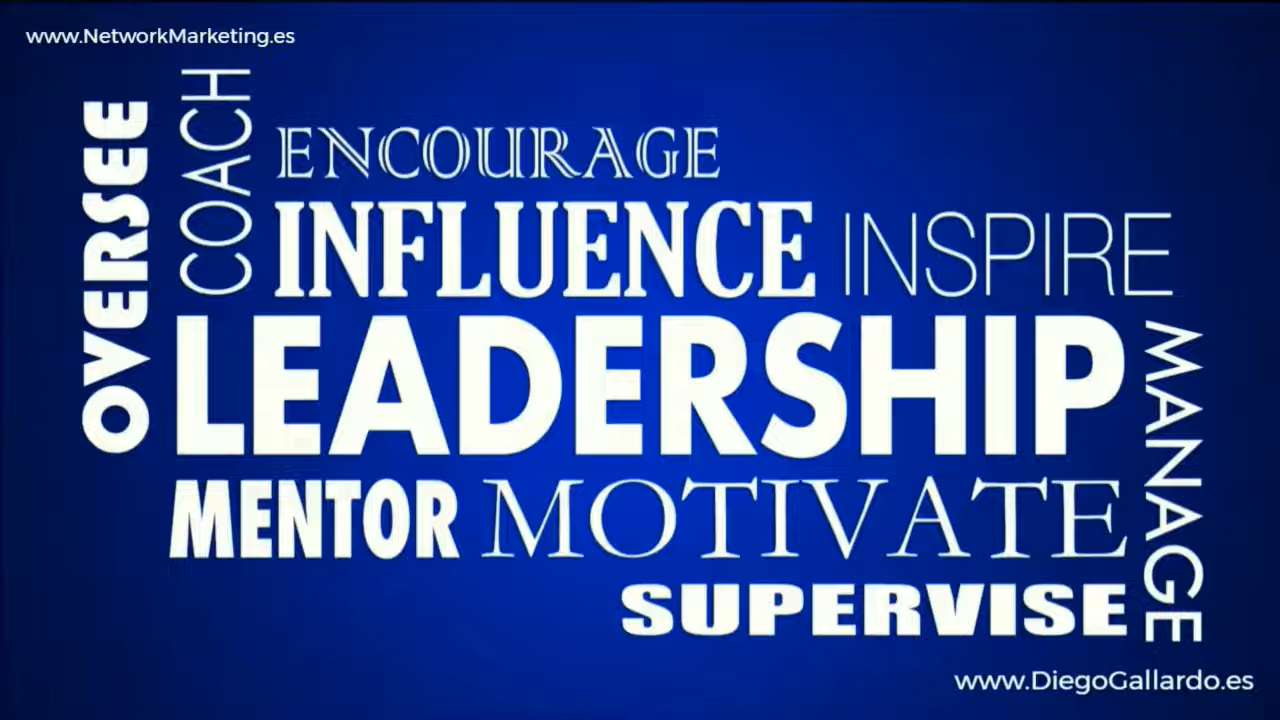 www.NetworkMarketing.es
OVERSEE
COACH
ENCOURAGE
INFLUENCE INSPIRE
LEADERSHIP
MANAGE
MENTOR MOTIVATE
SUPERVISE
www.DiegoGallardo.es